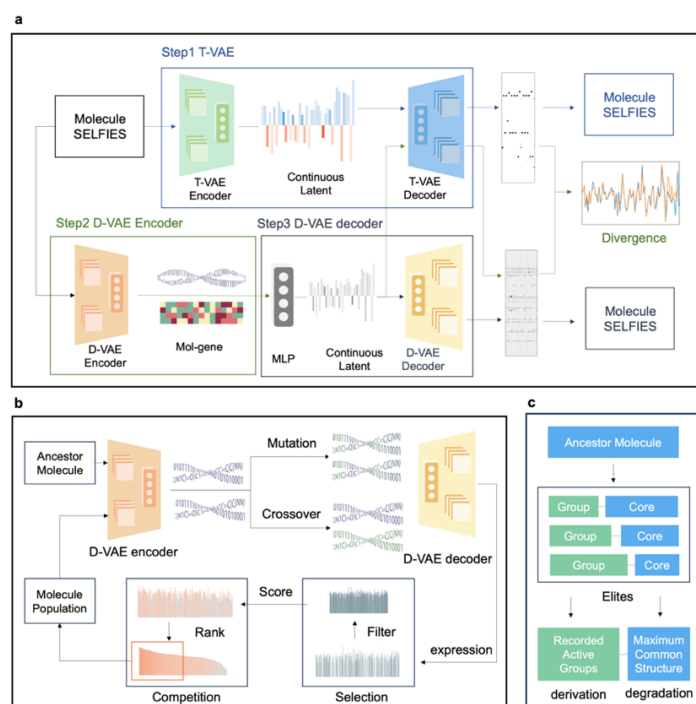 a
Step1 T-VAE
Molecule
SELFIES
T-VAE
Encoder
Continuous
Latent
T-VAE
Decoder
Molecule
SELFIES
Divergence
Step2 D-VAE Encoder
Step3 D-VAE decoder
D-VAE
Encoder
Mol-gene
MLP
Continuous
Latent
D-VAE
Decoder
Molecule
SELFIES
b
Ancestor
Molecule
Mutation
Crossover
D-VAE encoder
D-VAE decoder
Molecule
Population
Score
Rank
Filter
expression
Competition
Selection
c
Ancestor Molecule
Group
Core
Group
Core
Group
Core
Elites
Recorded
Active
Groups
Maximum
Common
Structure
derivation
degradation